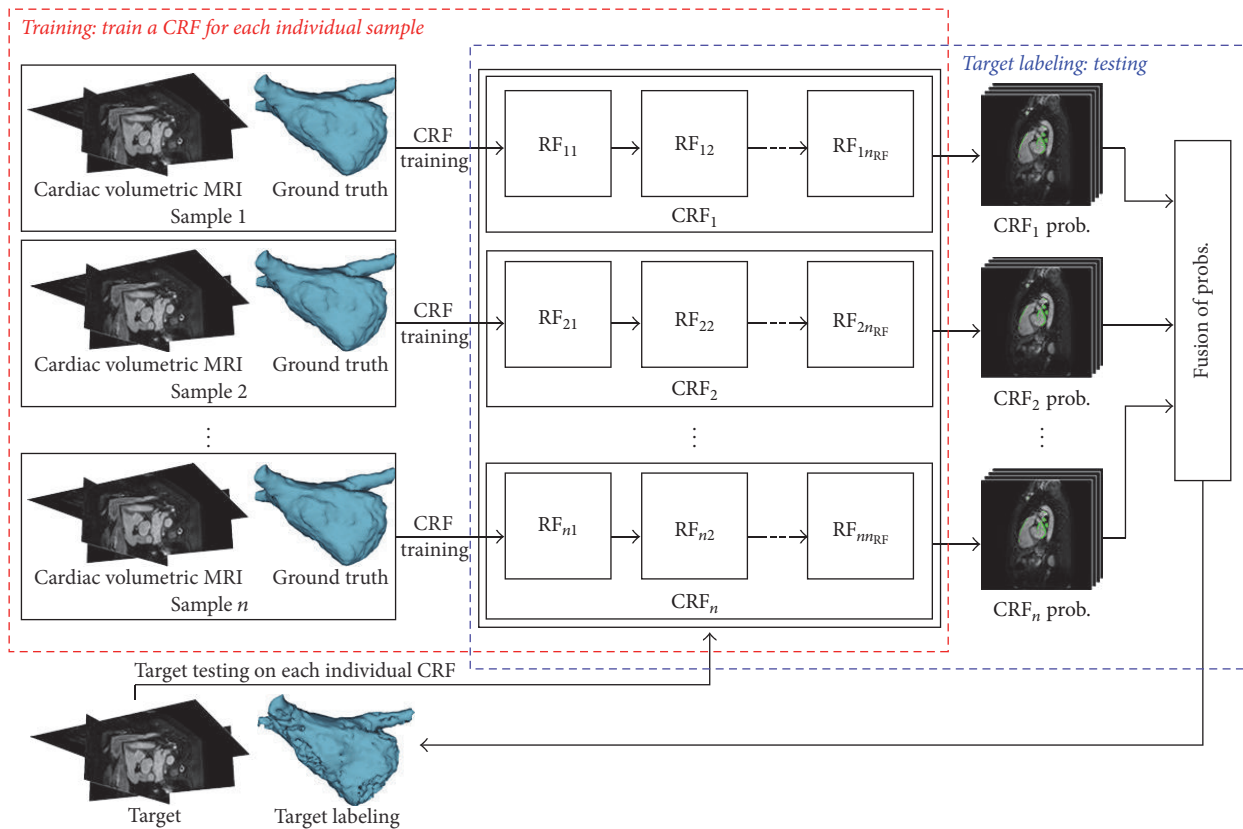 Training: train a CRF for each individual sample
Target labeling: testing
Cardiac volumetric MRI
Ground truth
Sample 1
CRF
training
RF₁₁
RF₁₂
RF₁ₙRF
CRF₁
CRF₁ prob.
Cardiac volumetric MRI
Ground truth
Sample 2
CRF
training
RF₂₁
RF₂₂
RF₂ₙRF
CRF₂
CRF₂ prob.
⋮
⋮
⋮
Cardiac volumetric MRI
Ground truth
Sample n
CRF
training
RFₙ₁
RFₙ₂
RFₙₙRF
CRFₙ
CRFₙ prob.
Fusion of probs.
Target testing on each individual CRF
Target
Target labeling